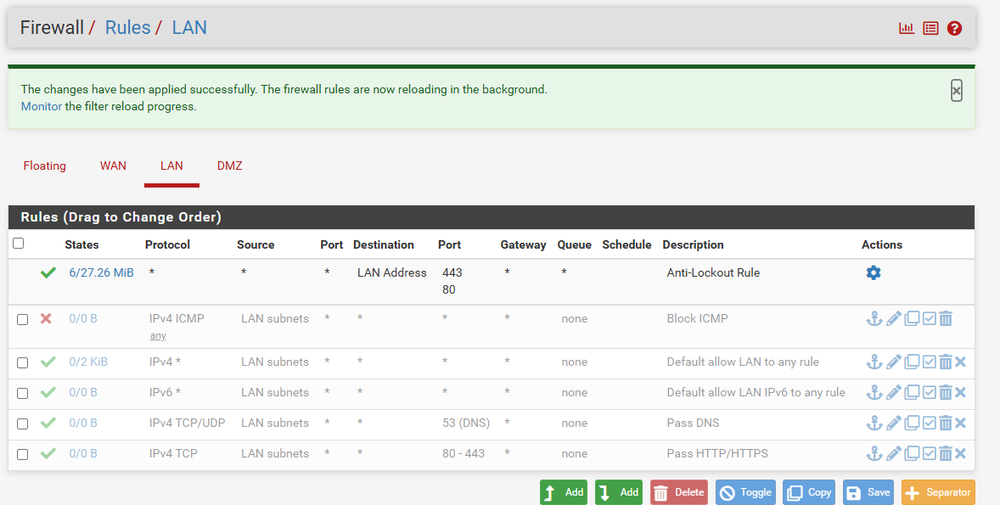 Firewall / Rules / LAN
The changes have been applied successfully. The firewall rules are now reloading in the background.
Monitor the filter reload progress.
Floating WAN LAN DMZ
Rules (Drag to Change Order)
States Protocol Source Port Destination Port Gateway Queue Schedule Description Actions
6/27.26 MiB * * * LAN Address 443 * * Anti-Lockout Rule
80
0/0 B IPv4 ICMP LAN subnets * * * * none Block ICMP
any
0/2 KiB IPv4 * LAN subnets * * * * none Default allow LAN to any rule
0/0 B IPv6 * LAN subnets * * * * none Default allow LAN IPv6 to any rule
0/0 B IPv4 TCP/UDP LAN subnets * * 53 (DNS) * none Pass DNS
0/0 B IPv4 TCP LAN subnets * * 80 - 443 * none Pass HTTP/HTTPS
Add Add Delete Toggle Copy Save Separator